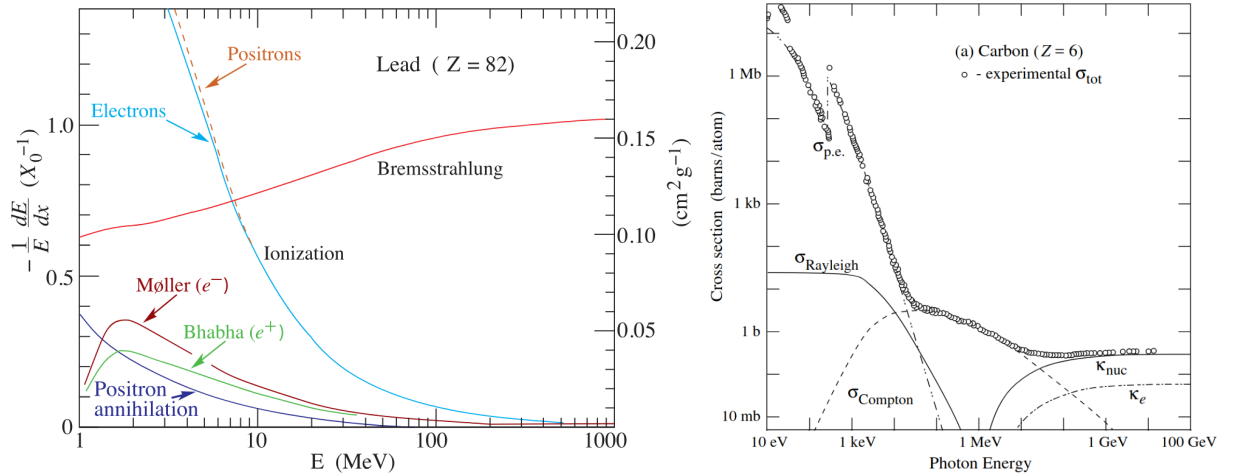 Positrons
Lead ( Z = 82)
Electrons
Bremsstrahlung
Ionization
Møller (e−)
Bhabha (e+)
Positron
annihilation
− 1/E dE/dx (X0−1)
1.0
0.5
0
0.20
0.15
0.10
0.05
(cm2 g−1)
1
10
100
1000
E (MeV)
(a) Carbon (Z = 6)
- experimental σtot
σp.e.
σRayleigh
σCompton
κnuc
κe
Cross section (barns/atom)
1 Mb
1 kb
1 b
10 mb
10 eV
1 keV
1 MeV
1 GeV
100 GeV
Photon Energy